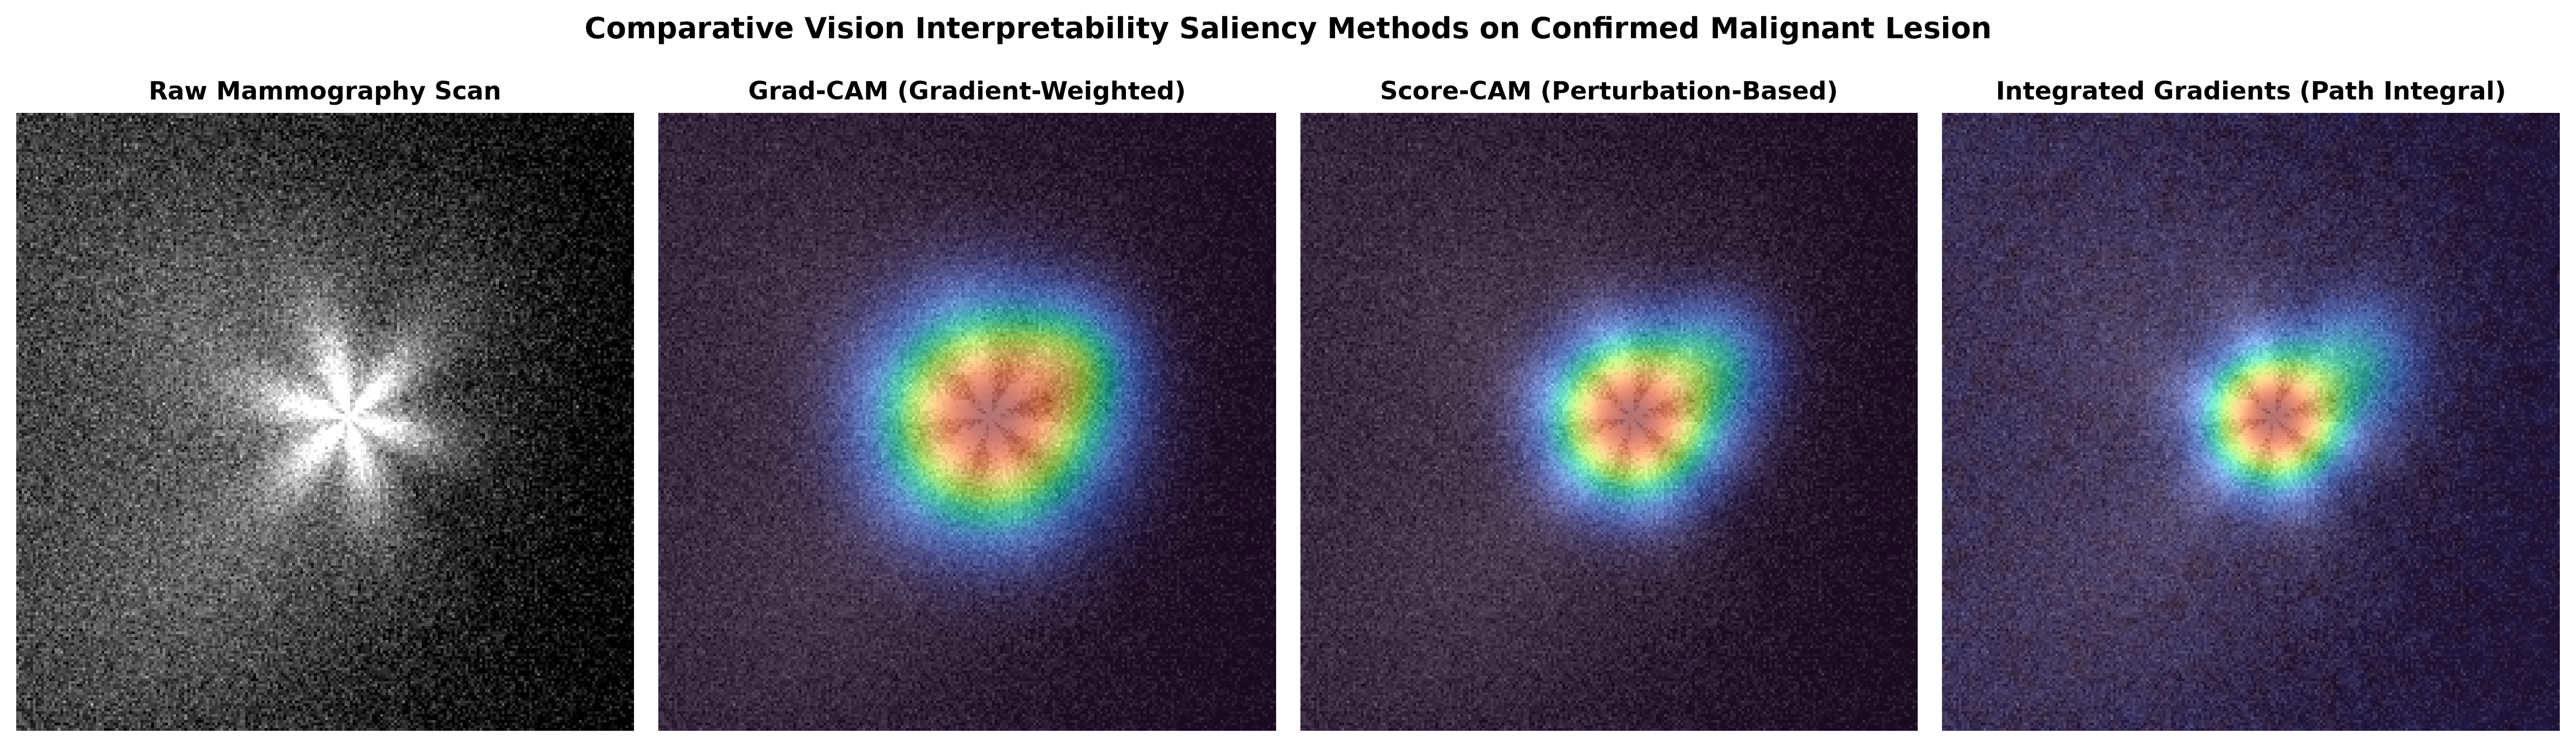 Comparative Vision Interpretability Saliency Methods on Confirmed Malignant Lesion
Raw Mammography Scan
Grad-CAM (Gradient-Weighted)
Score-CAM (Perturbation-Based)
Integrated Gradients (Path Integral)